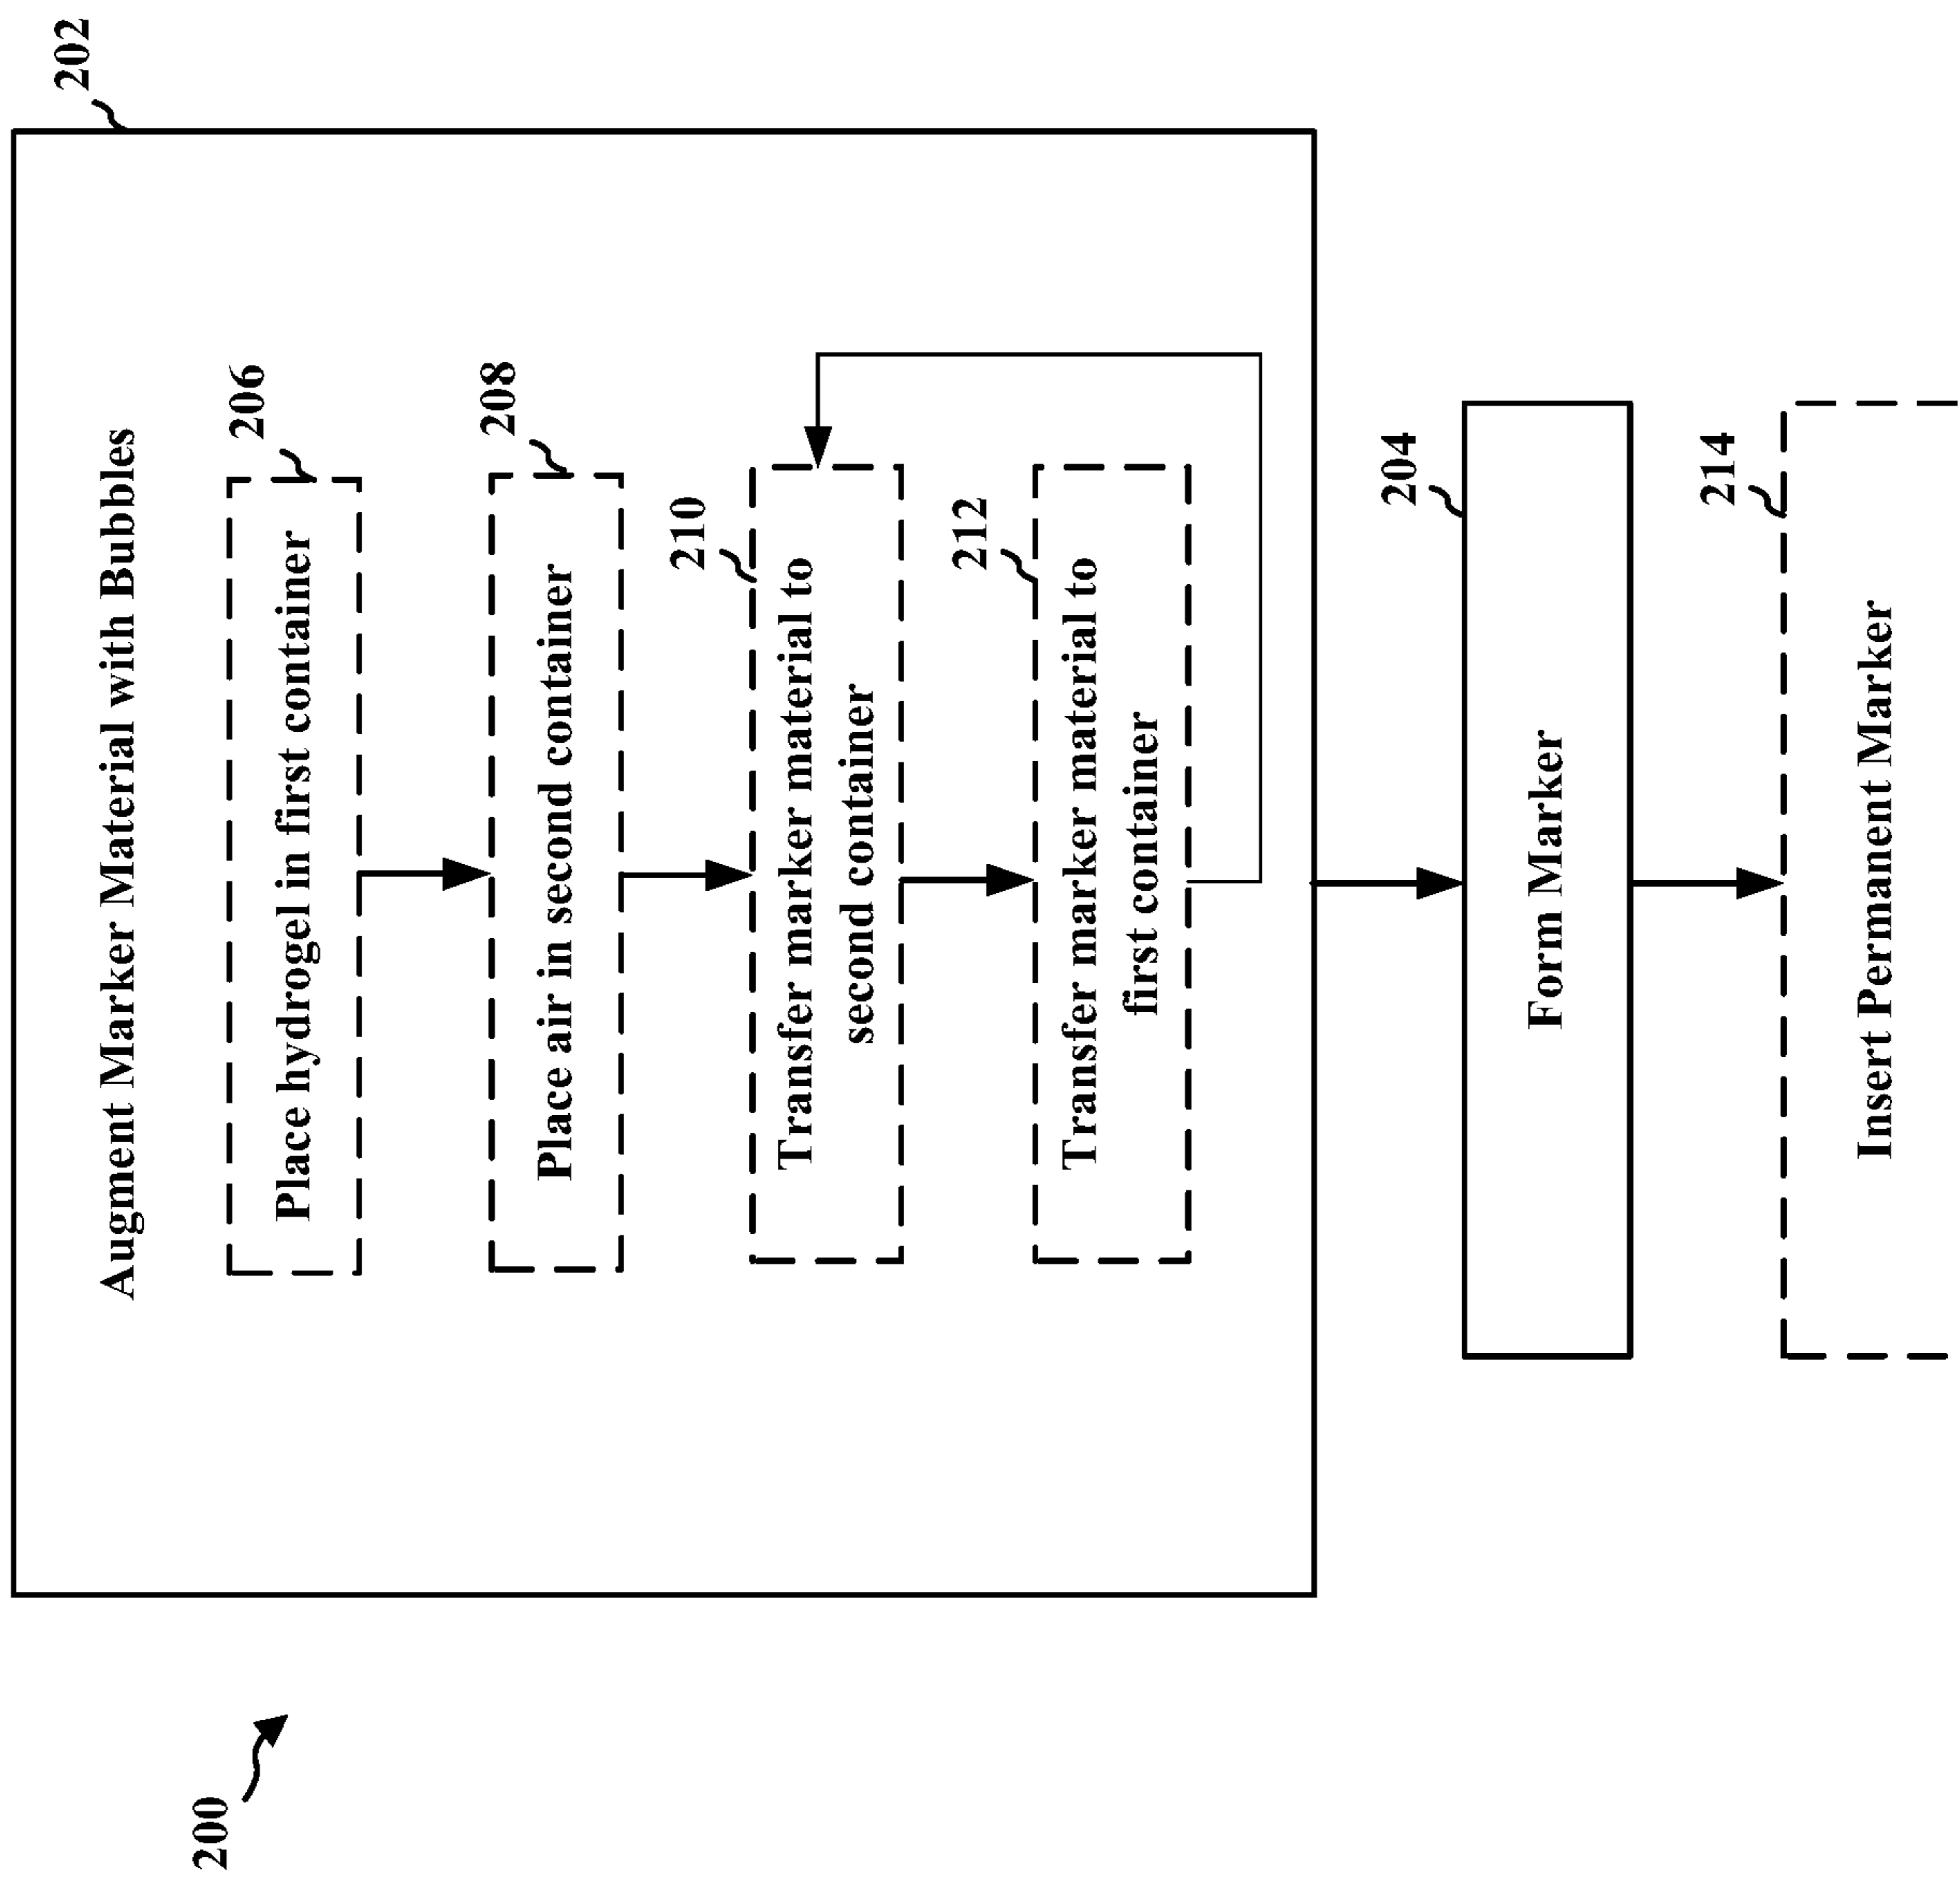 200
202
Augment Marker Material with Bubbles
206
Place hydrogel in first container
208
Place air in second container
210
Transfer marker material to
second container
212
Transfer marker material to
first container
204
Form Marker
214
Insert Permanent Marker